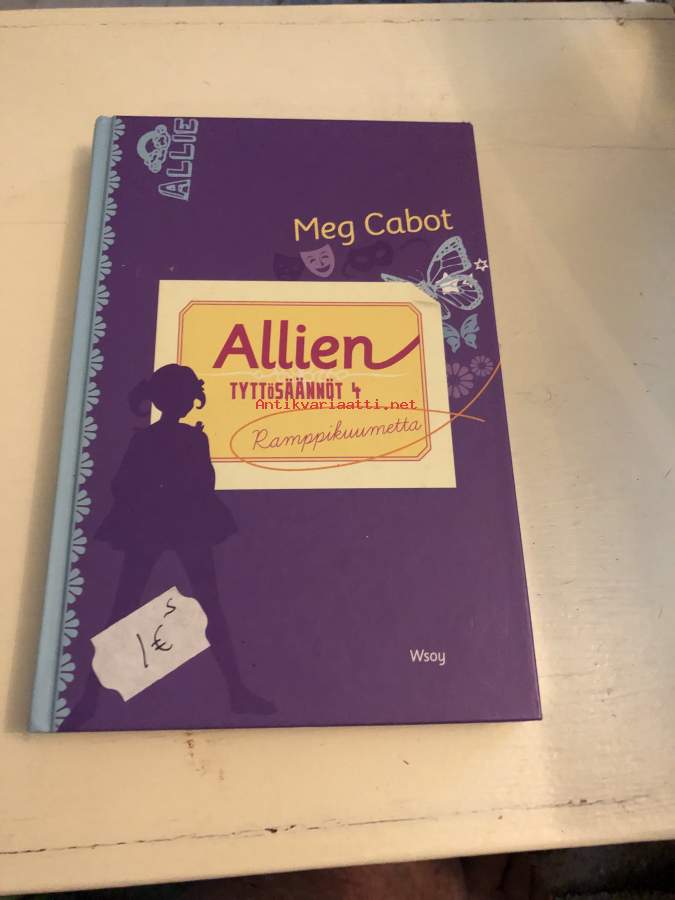 ALLIE
Meg Cabot
Allien
TYTTÖSÄÄNNÖT 4
Antikvariaatti.net
Ramppikuumetta
1€ S
Wsoy